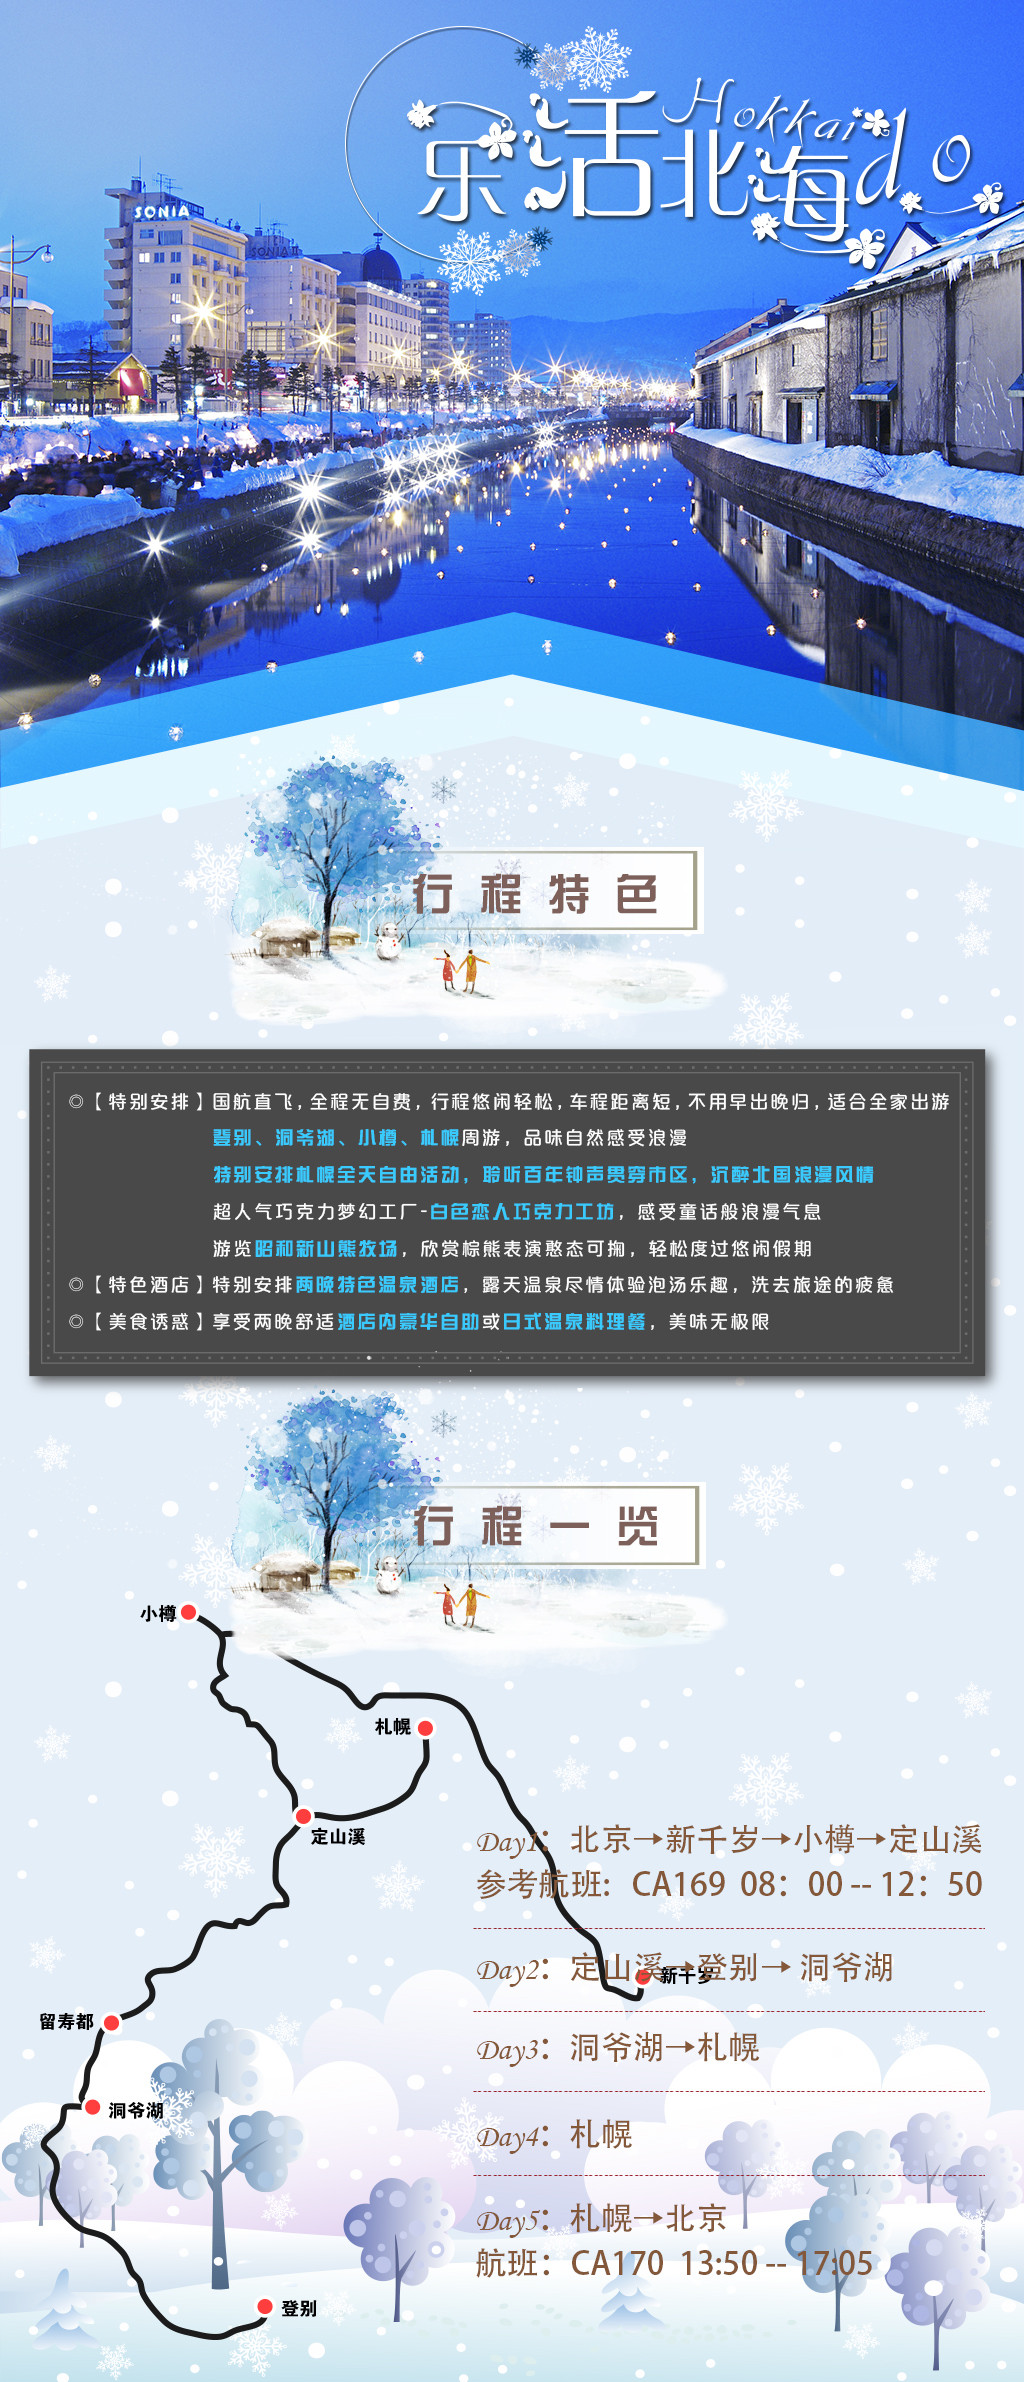 乐活北海
Hokkaido
SONIA
SONIA II
行程特色
◎【特别安排】国航直飞，全程无自费，行程悠闲轻松，车程距离短，不用早出晚归，适合全家出游
登别、洞爷湖、小樽、札幌周游，品味自然感受浪漫
特别安排札幌全天自由活动，聆听百年钟声贯穿市区，沉醉北国浪漫风情
超人气巧克力梦幻工厂-白色恋人巧克力工坊，感受童话般浪漫气息
游览昭和新山熊牧场，欣赏棕熊表演憨态可掬，轻松度过悠闲假期
◎【特色酒店】特别安排两晚特色温泉酒店，露天温泉尽情体验泡汤乐趣，洗去旅途的疲惫
◎【美食诱惑】享受两晚舒适酒店内豪华自助或日式温泉料理餐，美味无极限
行程一览
小樽
札幌
定山溪
Day1：北京→新千岁→小樽→定山溪
参考航班：CA169 08：00 -- 12：50
Day2：定山溪→登别→ 洞爷湖
新千岁
留寿都
Day3：洞爷湖→札幌
洞爷湖
Day4：札幌
Day5：札幌→北京
航班：CA170 13:50 -- 17:05
登别